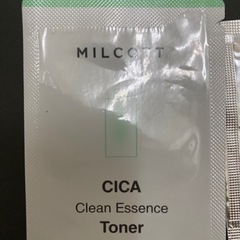 MILCOTT
CICA
Clean Essence
Toner